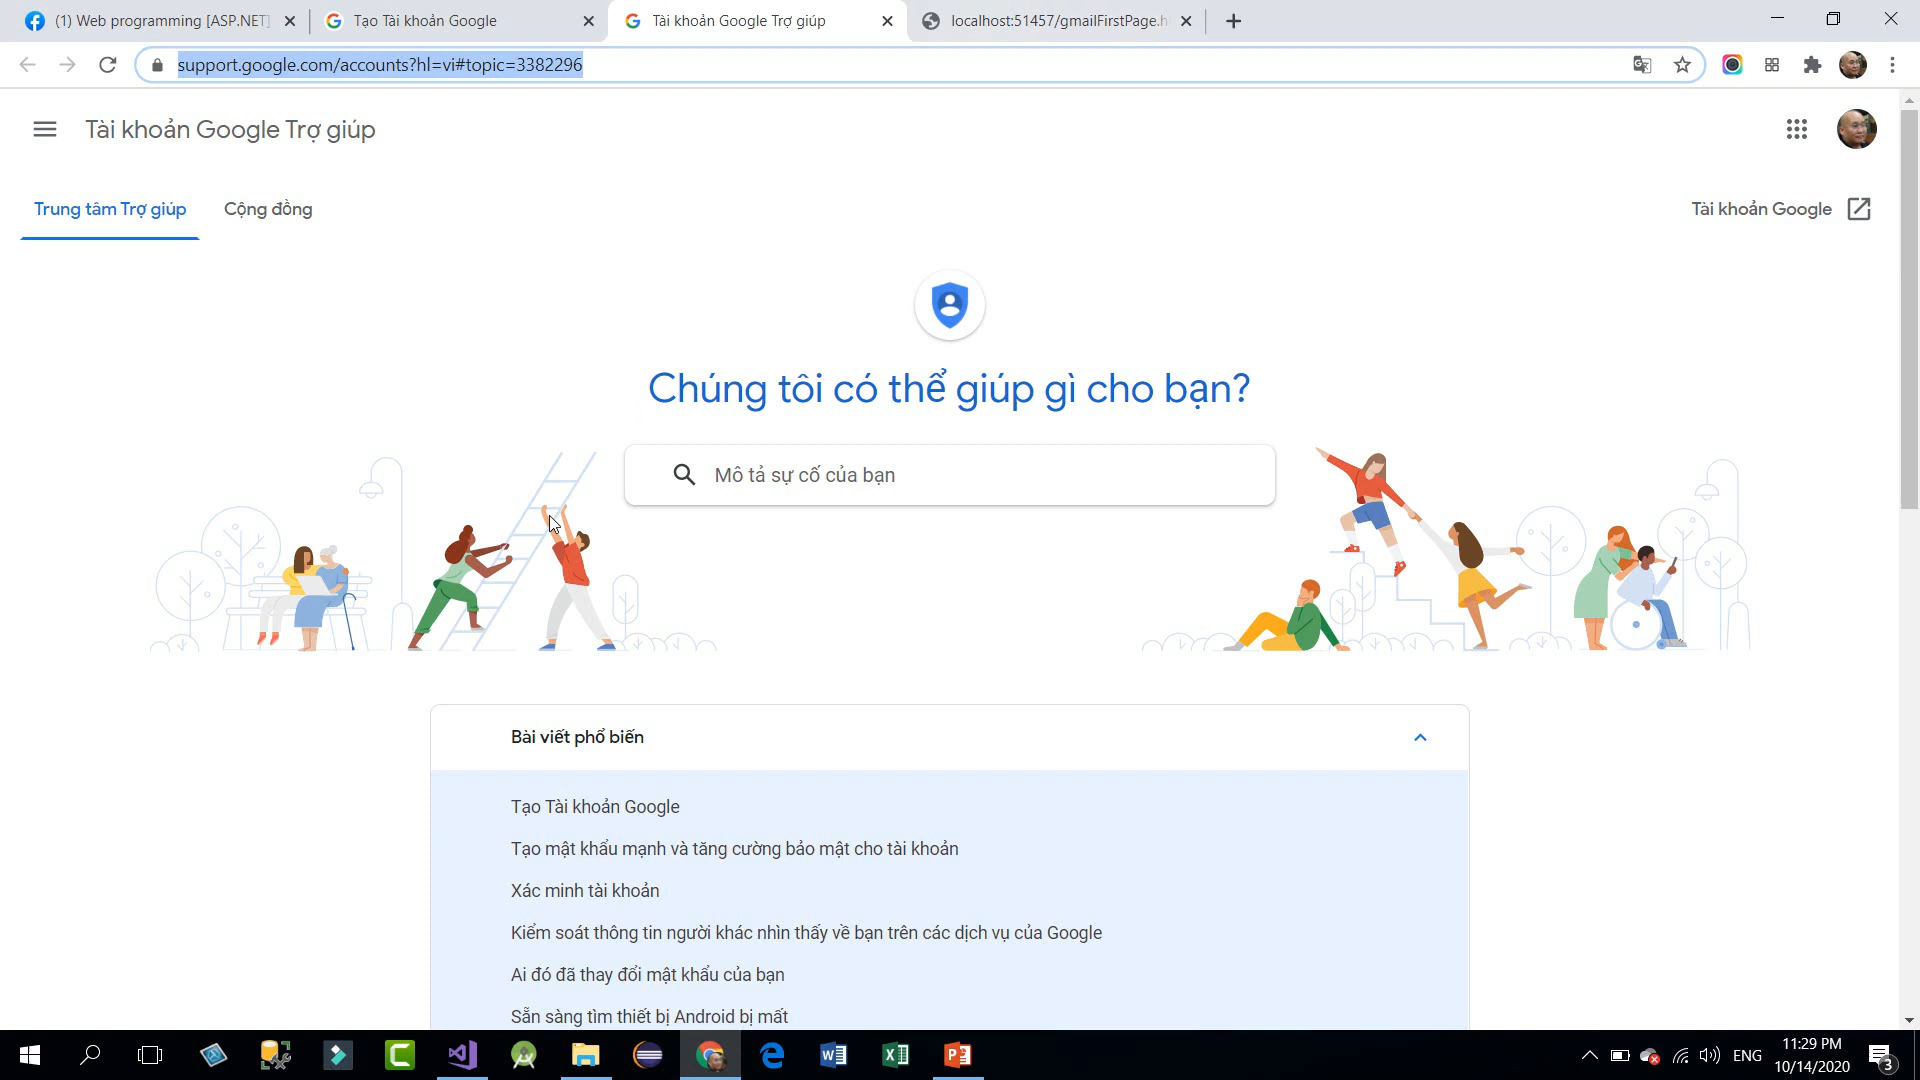 (1) Web programming [ASP.NET]
Tạo Tài khoản Google
Tài khoản Google Trợ giúp
localhost:51457/gmailFirstPage.h
support.google.com/accounts?hl=vi#topic=3382296
Tài khoản Google Trợ giúp
Trung tâm Trợ giúp
Cộng đồng
Tài khoản Google
Chúng tôi có thể giúp gì cho bạn?
Mô tả sự cố của bạn
Bài viết phổ biến
Tạo Tài khoản Google
Tạo mật khẩu mạnh và tăng cường bảo mật cho tài khoản
Xác minh tài khoản
Kiểm soát thông tin người khác nhìn thấy về bạn trên các dịch vụ của Google
Ai đó đã thay đổi mật khẩu của bạn
Sẵn sàng tìm thiết bị Android bị mất
ENG
11:29 PM
10/14/2020
3